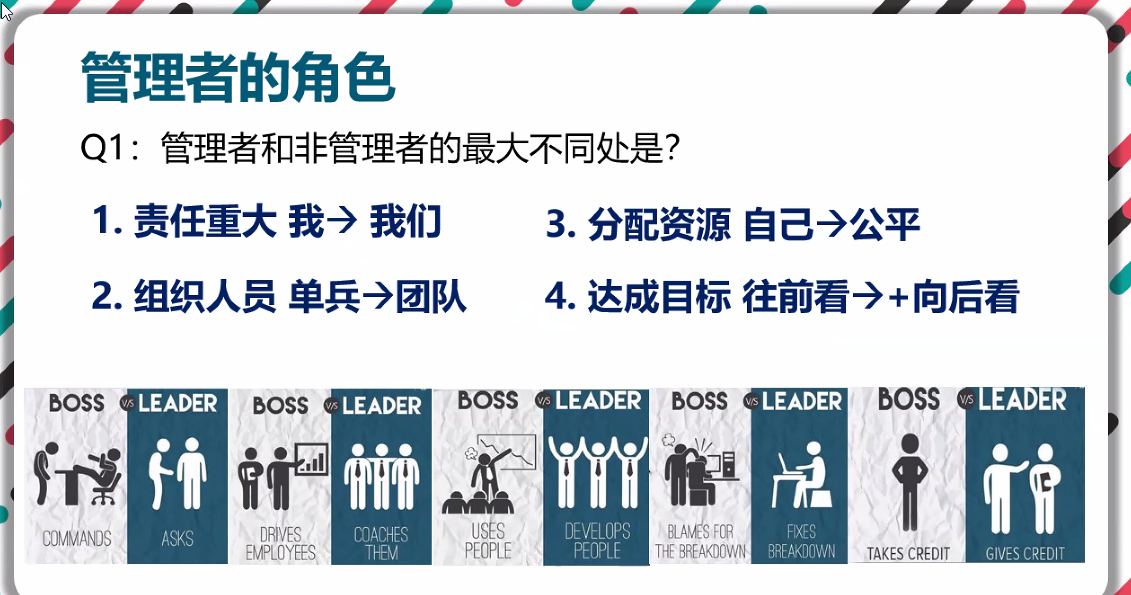 管理者的角色
Q1：管理者和非管理者的最大不同处是?
1. 责任重大 我→ 我们
3. 分配资源 自己→公平
2. 组织人员 单兵→团队
4. 达成目标 往前看→+向后看
BOSS V/S LEADER
COMMANDS
ASKS
BOSS V/S LEADER
DRIVES
EMPLOYEES
COACHES
THEM
BOSS V/S LEADER
USES
PEOPLE
DEVELOPS
PEOPLE
BOSS V/S LEADER
BLAMES FOR
THE BREAKDOWN
FIXES
BREAKDOWN
BOSS V/S LEADER
TAKES CREDIT
GIVES CREDIT